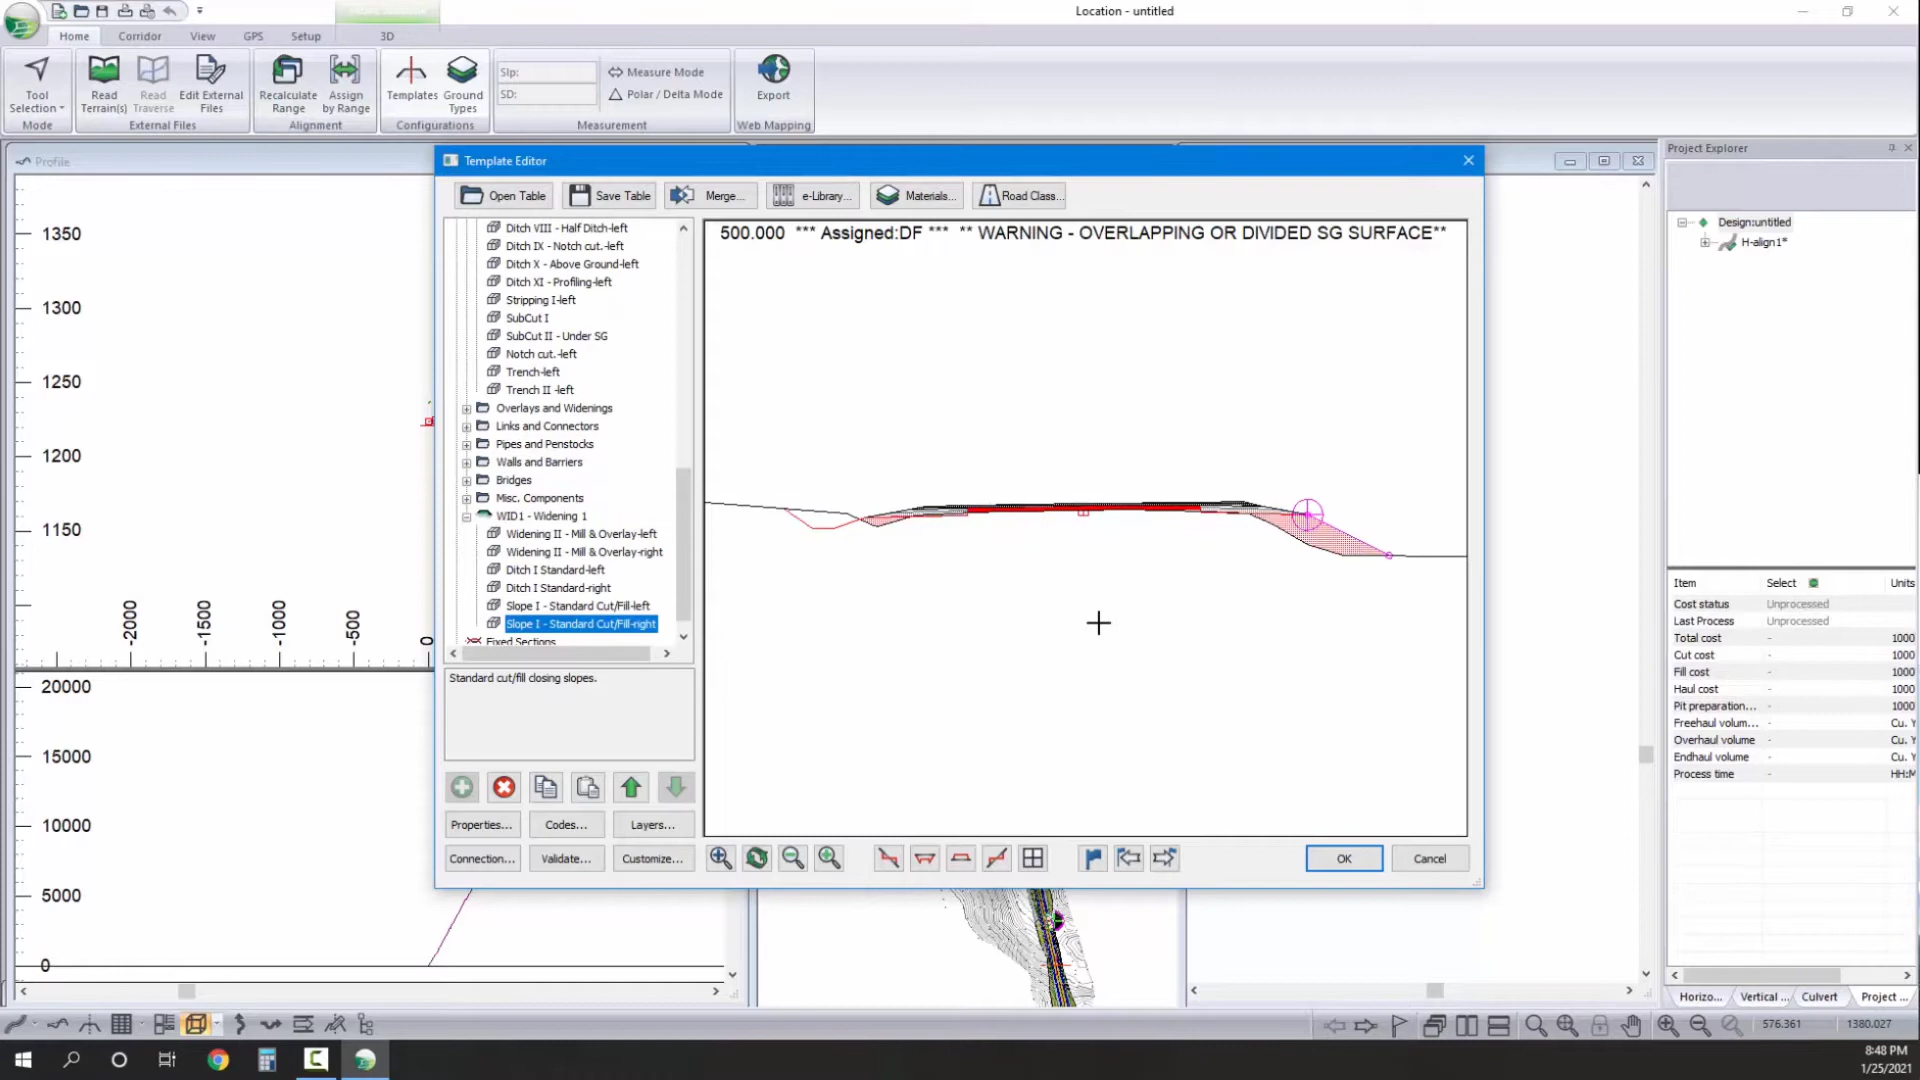 Location - untitled
Home Corridor View GPS Setup 3D
Tool Selection
Read Terrain(s)
Read Traverse
Edit External Files
Recalculate Range
Assign by Range
Templates
Ground Types
Slp:
SD:
Measure Mode
Polar / Delta Mode
Export
Mode External Files Alignment Configurations Measurement Web Mapping
Profile
1350
1300
1250
1200
1150
-2000 -1500 -1000 -500 0
20000
15000
10000
5000
0
Template Editor
Open Table Save Table Merge... e-Library... Materials... Road Class...
Ditch VIII - Half Ditch-left
Ditch IX - Notch cut.-left
Ditch X - Above Ground-left
Ditch XI - Profiling-left
Stripping I-left
SubCut I
SubCut II - Under SG
Notch cut.-left
Trench-left
Trench II -left
Overlays and Widenings
Links and Connectors
Pipes and Penstocks
Walls and Barriers
Bridges
Misc. Components
WID1 - Widening 1
Widening II - Mill & Overlay-left
Widening II - Mill & Overlay-right
Ditch I Standard-left
Ditch I Standard-right
Slope I - Standard Cut/Fill-left
Slope I - Standard Cut/Fill-right
Fixed Sections
Standard cut/fill closing slopes.
Properties... Codes... Layers...
Connection... Validate... Customize...
500.000 *** Assigned:DF *** ** WARNING - OVERLAPPING OR DIVIDED SG SURFACE**
OK Cancel
Project Explorer
Design:untitled
H-align1*
Item Select Units
Cost status Unprocessed
Last Process Unprocessed
Total cost - 1000
Cut cost - 1000
Fill cost - 1000
Haul cost - 1000
Pit preparation... - 1000
Freehaul volum... - Cu. Y
Overhaul volume - Cu. Y
Endhaul volume - Cu. Y
Process time - HH:M
Horizo... Vertical ... Culvert Project ...
576.361 1380.027
8:48 PM
1/25/2021